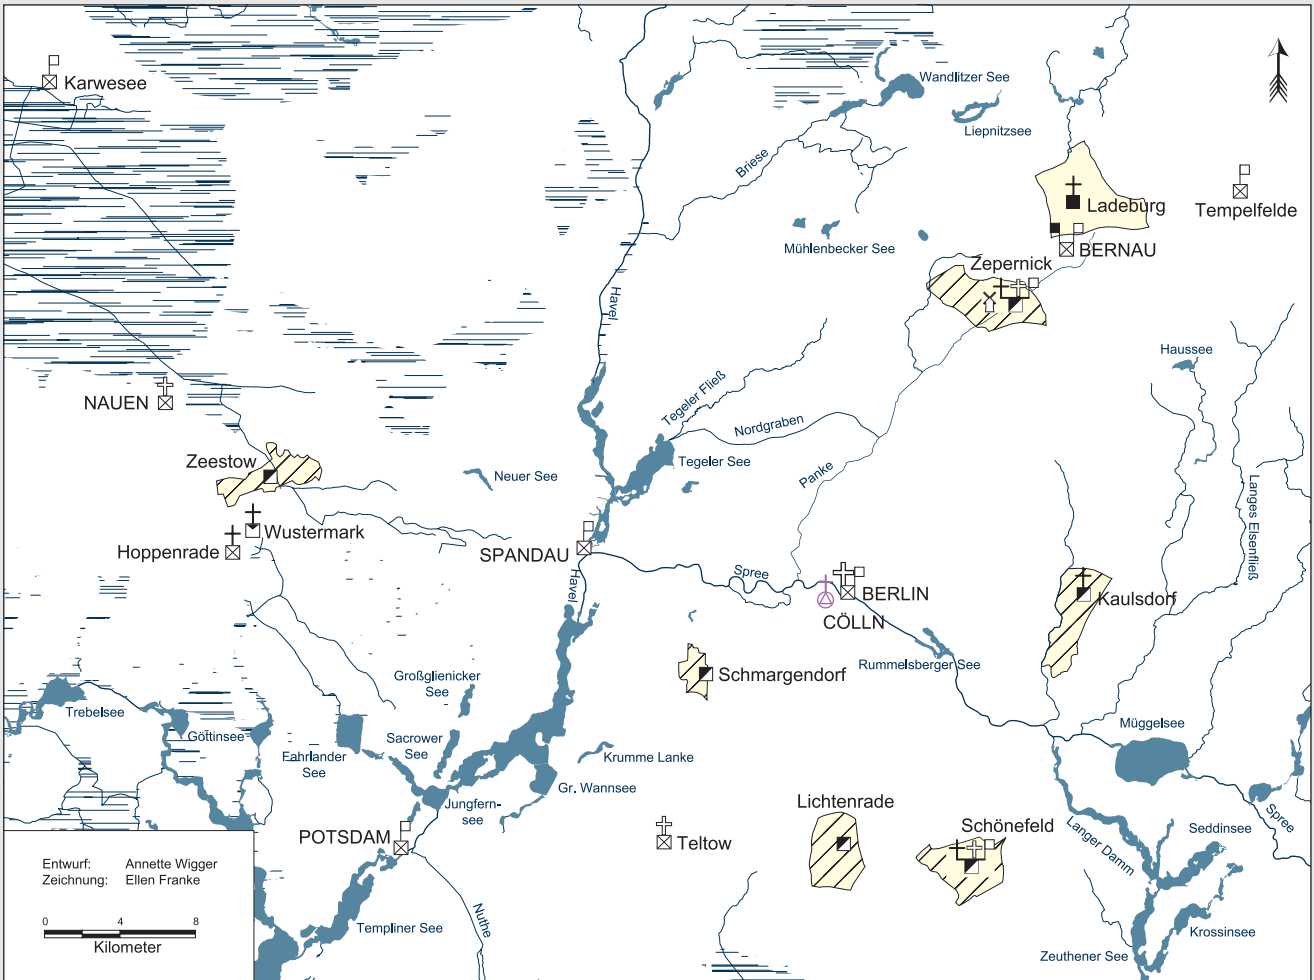 Karwesee
Wanditzer See
Liepnitzsee
Briese
Ladeburg
Tempelfelde
Mühlenbecker See
BERNAU
Zepernick
Havel
Haussee
NAUEN
Tegeler Fließ
Nordgraben
Zeestow
Neuer See
Tegeler See
Panke
Langes Elsenfließ
Wustermark
Hoppenrade
SPANDAU
Havel
Spree
BERLIN
CÖLLN
Kaulsdorf
Rummelsberger See
Schmargendorf
Großglienicker
See
Trebelsee
Göttinsee
Fahrlander
See
Sacrower
See
Krumme Lanke
Gr. Wannsee
Müggelsee
Jungfern-
see
Lichtenrade
Schönefeld
Langer Damm
Seddinsee
Spree
POTSDAM
Teltow
Entwurf: Annette Wigger
Zeichnung: Ellen Franke
0 4 8
Kilometer
Templiner See
Nuthe
Krossinsee
Zeuthener See